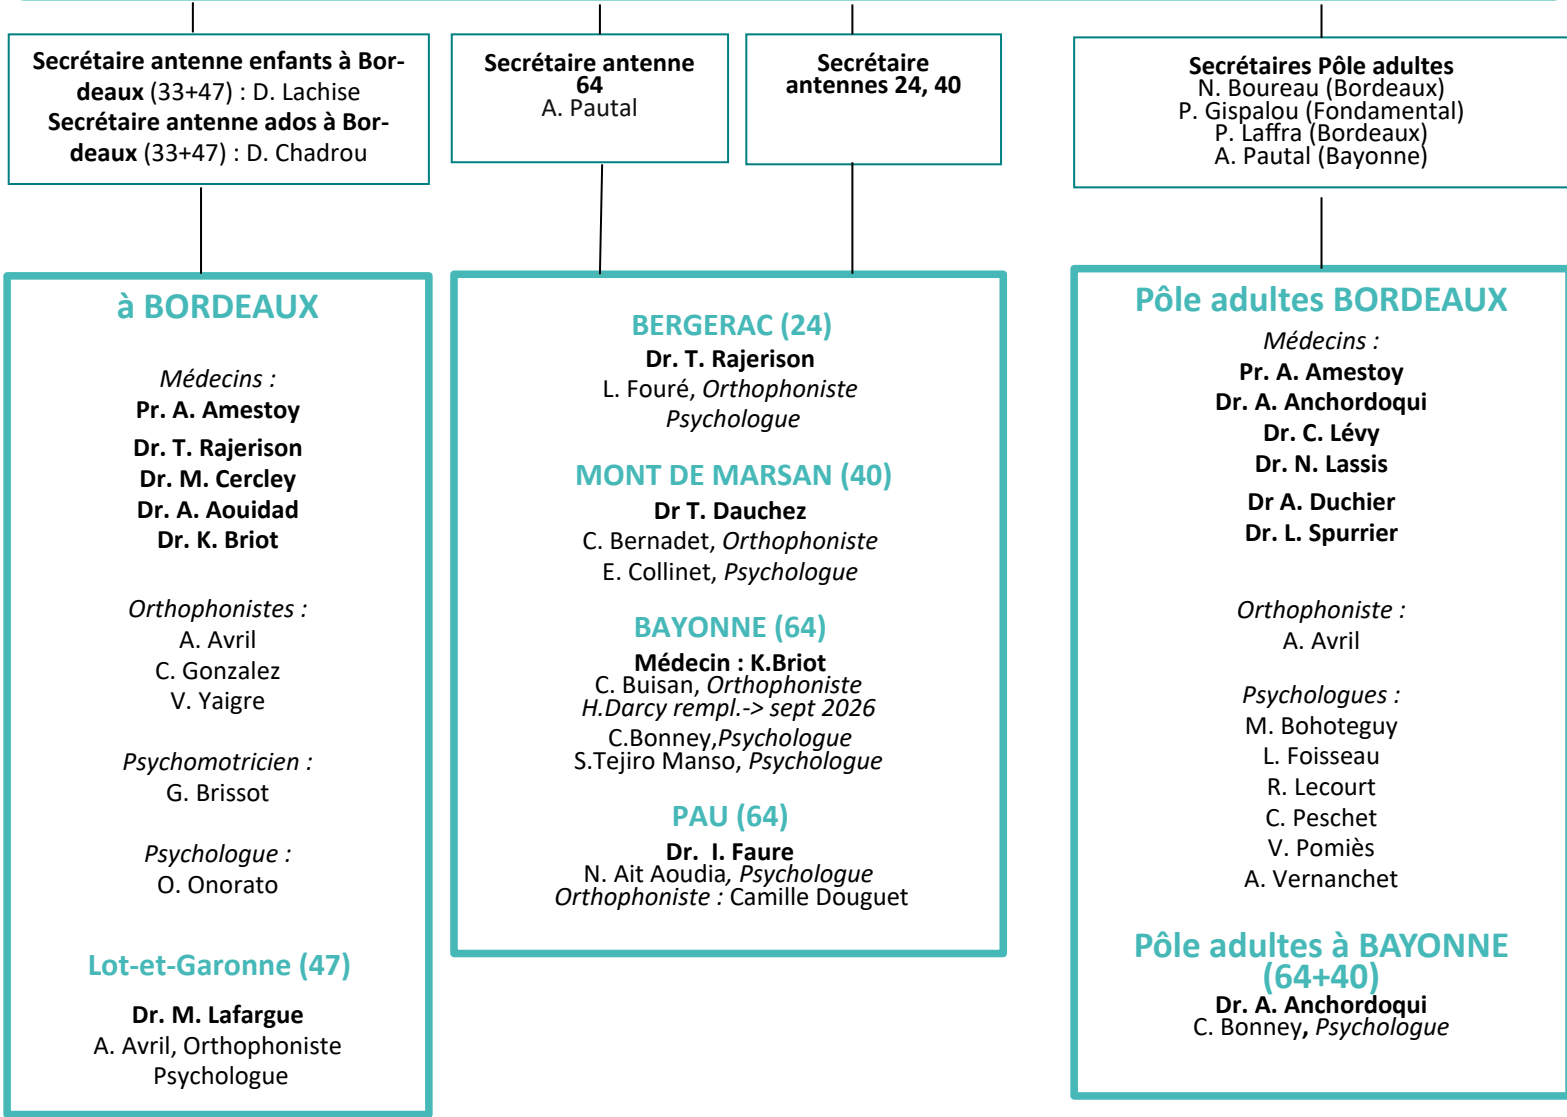 Secrétaire antenne enfants à Bor-
deaux (33+47) : D. Lachise
Secrétaire antenne ados à Bor-
deaux (33+47) : D. Chadrou
Secrétaire antenne
64
A. Pautal
Secrétaire
antennes 24, 40
Secrétaires Pôle adultes
N. Boureau (Bordeaux)
P. Gispalou (Fondamental)
P. Laffra (Bordeaux)
A. Pautal (Bayonne)
à BORDEAUX
Médecins :
Pr. A. Amestoy
Dr. T. Rajerison
Dr. M. Cercley
Dr. A. Aouidad
Dr. K. Briot
Orthophonistes :
A. Avril
C. Gonzalez
V. Yaigre
Psychomotricien :
G. Brissot
Psychologue :
O. Onorato
Lot-et-Garonne (47)
Dr. M. Lafargue
A. Avril, Orthophoniste
Psychologue
BERGERAC (24)
Dr. T. Rajerison
L. Fouré, Orthophoniste
Psychologue
MONT DE MARSAN (40)
Dr T. Dauchez
C. Bernadet, Orthophoniste
E. Collinet, Psychologue
BAYONNE (64)
Médecin : K.Briot
C. Buisan, Orthophoniste
H.Darcy rempl.-> sept 2026
C.Bonney,Psychologue
S.Tejiro Manso, Psychologue
PAU (64)
Dr.  I. Faure
N. Ait Aoudia, Psychologue
Orthophoniste : Camille Douguet
Pôle adultes BORDEAUX
Médecins :
Pr. A. Amestoy
Dr. A. Anchordoqui
Dr. C. Lévy
Dr. N. Lassis
Dr A. Duchier
Dr. L. Spurrier
Orthophoniste :
A. Avril
Psychologues :
M. Bohoteguy
L. Foisseau
R. Lecourt
C. Peschet
V. Pomiès
A. Vernanchet
Pôle adultes à BAYONNE
(64+40)
Dr. A. Anchordoqui
C. Bonney, Psychologue